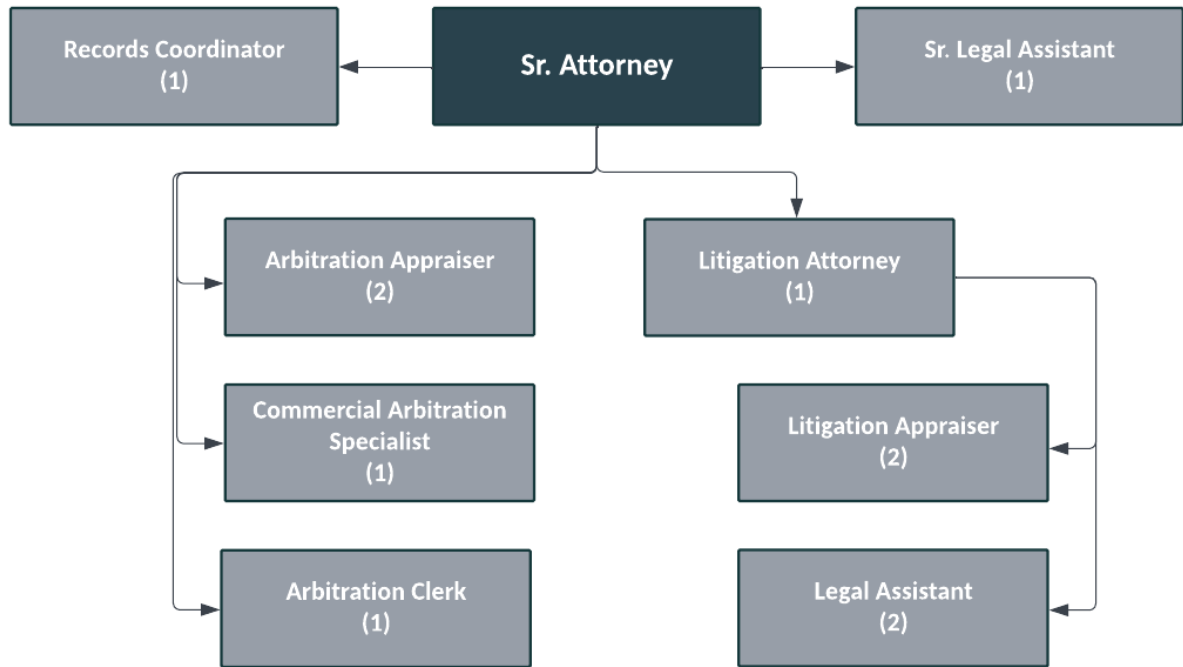 Records Coordinator
(1)
Sr. Attorney
Sr. Legal Assistant
(1)
Arbitration Appraiser
(2)
Litigation Attorney
(1)
Commercial Arbitration
Specialist
(1)
Litigation Appraiser
(2)
Arbitration Clerk
(1)
Legal Assistant
(2)